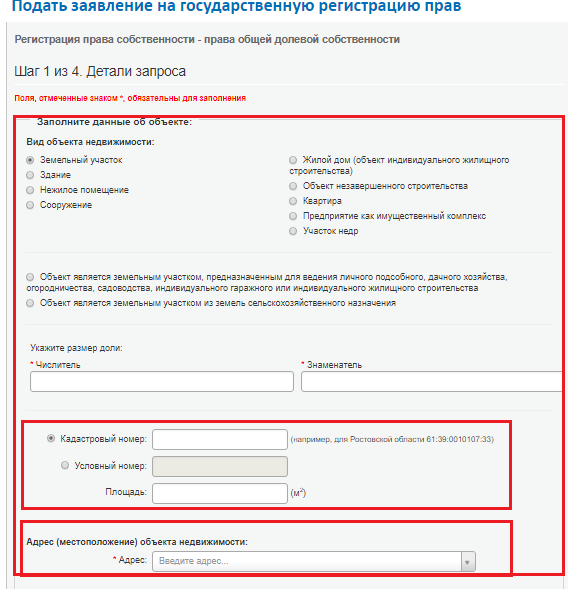 Подать заявление на государственную регистрацию прав
Регистрация права собственности - права общей долевой собственности
Шаг 1 из 4. Детали запроса
Поля, отмеченные знаком *, обязательны для заполнения
Заполните данные об объекте:
Вид объекта недвижимости:
Земельный участок
Здание
Нежилое помещение
Сооружение
Жилой дом (объект индивидуального жилищного
строительства)
Объект незавершенного строительства
Квартира
Предприятие как имущественный комплекс
Участок недр
Объект является земельным участком, предназначенным для ведения личного подсобного, дачного хозяйства,
огородничества, садоводства, индивидуального гаражного или индивидуального жилищного строительства
Объект является земельным участком из земель сельскохозяйственного назначения
Укажите размер доли:
* Числитель
* Знаменатель
Кадастровый номер: (например, для Ростовской области 61:39:0010107:33)
Условный номер:
Площадь: (м²)
Адрес (местоположение) объекта недвижимости:
* Адрес: Введите адрес...